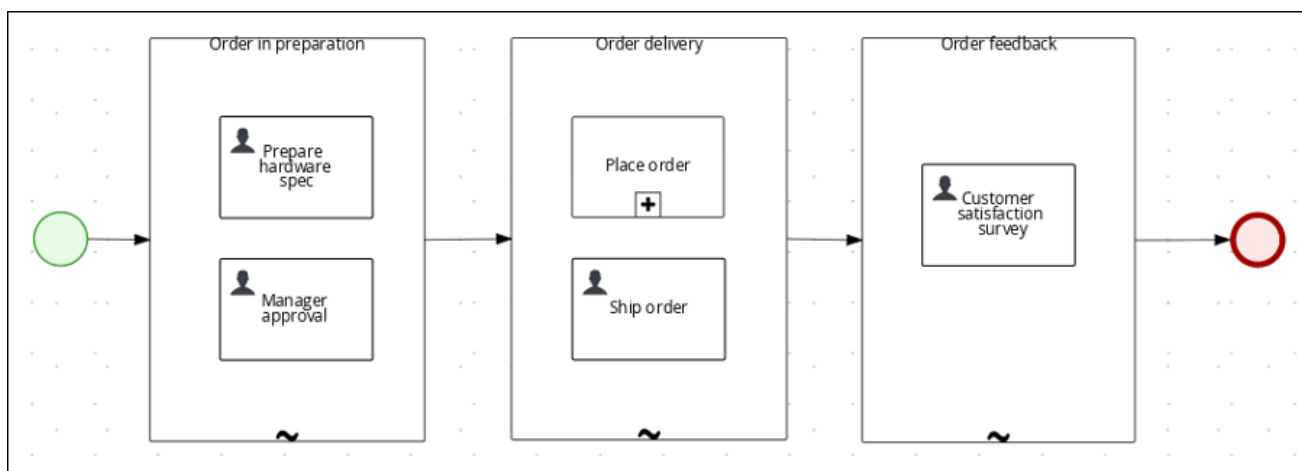 Order in preparation
Prepare
hardware
spec
Manager
approval
Order delivery
Place order
Ship order
Order feedback
Customer
satisfaction
survey